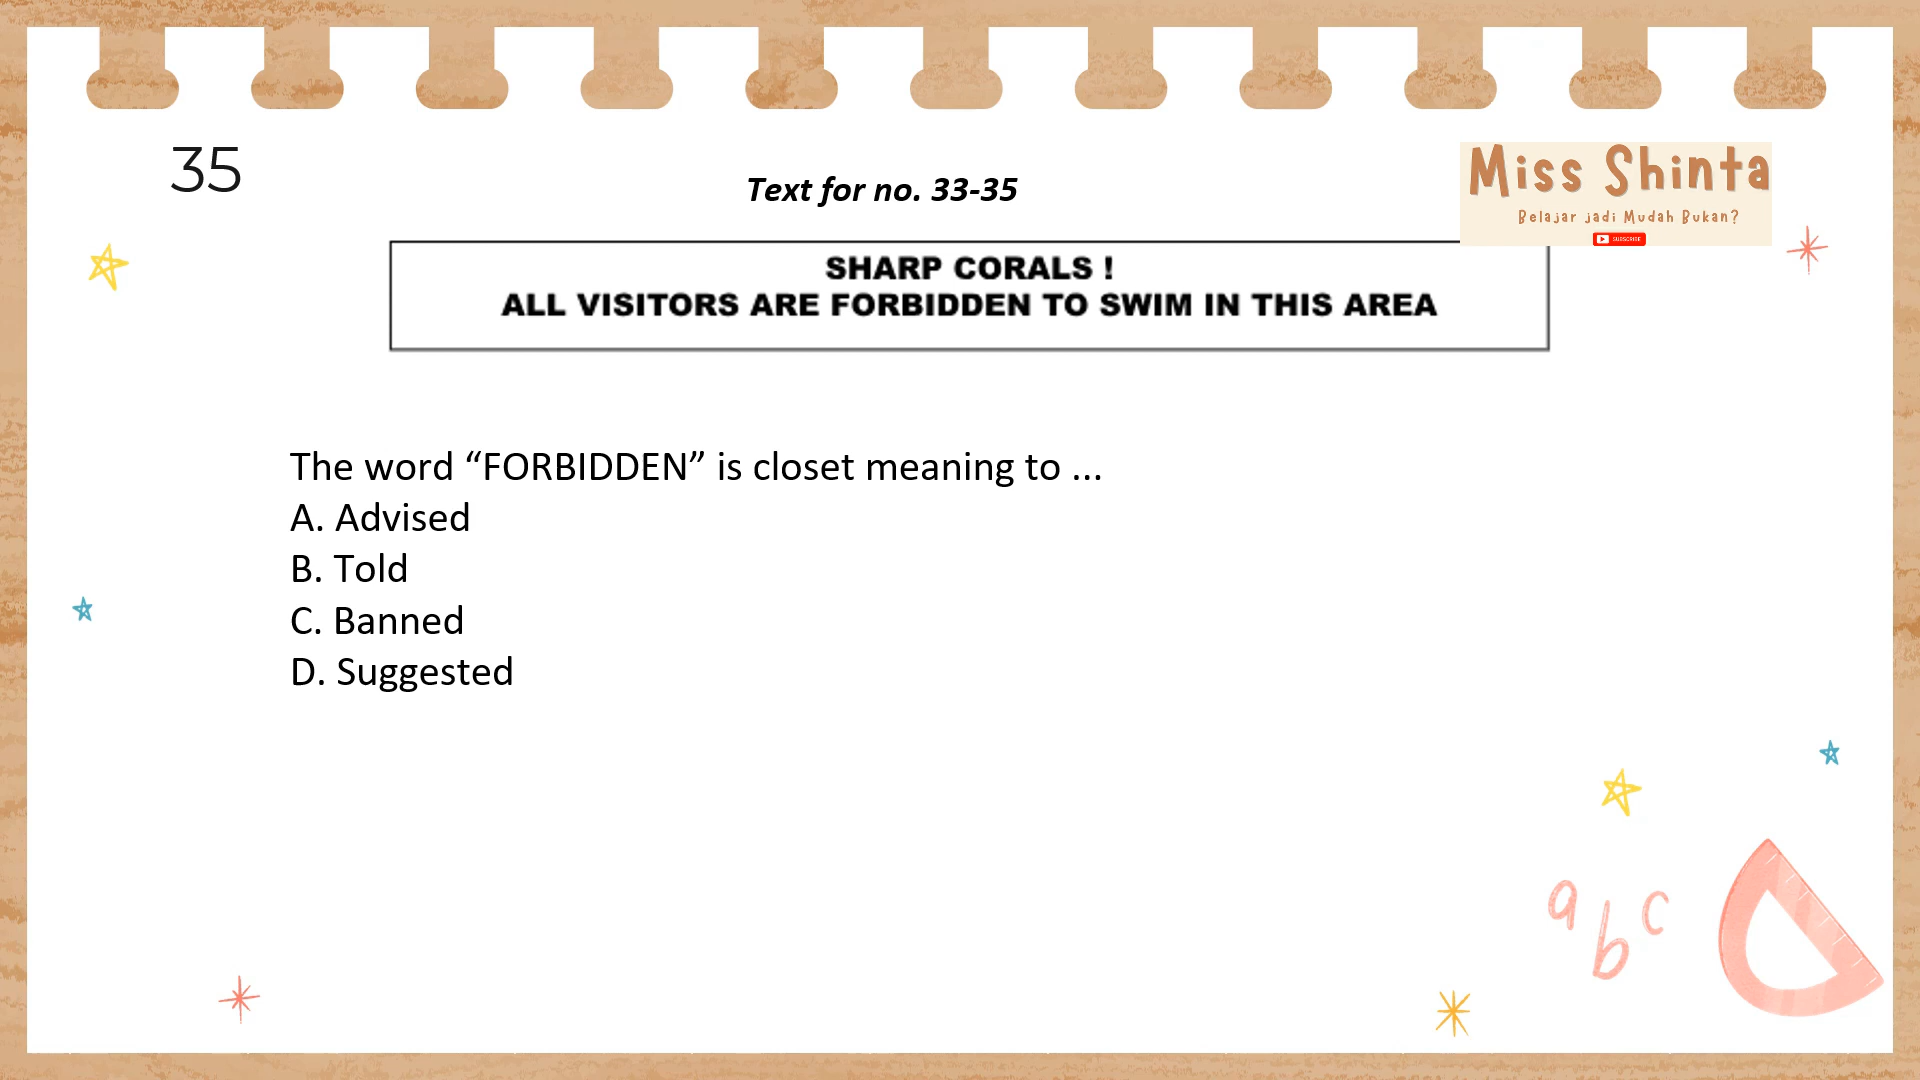 35
Text for no. 33-35
Miss Shinta
Belajar jadi Mudah Bukan?
SUBSCRIBE
SHARP CORALS !
ALL VISITORS ARE FORBIDDEN TO SWIM IN THIS AREA
The word “FORBIDDEN” is closet meaning to ...
A. Advised
B. Told
C. Banned
D. Suggested
a b c